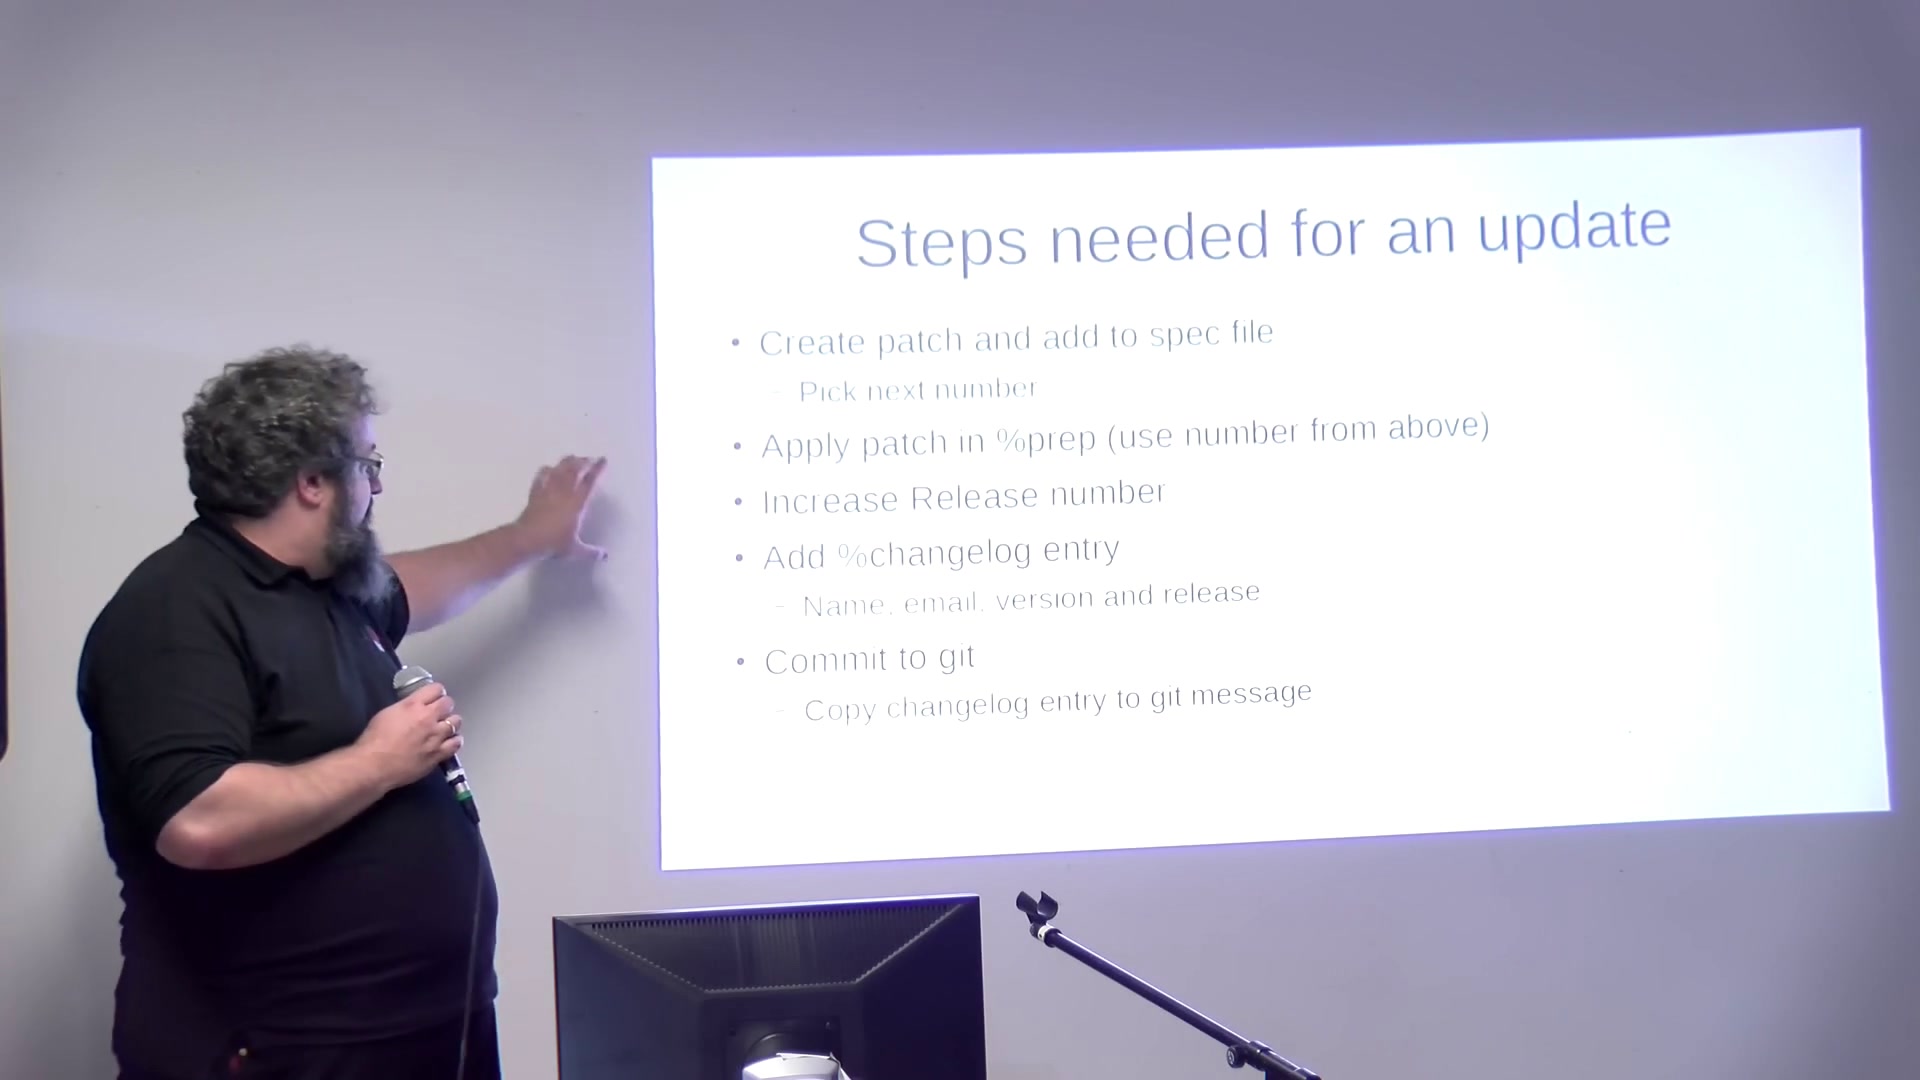 Steps needed for an update
• Create patch and add to spec file
– Pick next number
• Apply patch in %prep (use number from above)
• Increase Release number
• Add %changelog entry
– Name, email, version and release
• Commit to git
– Copy changelog entry to git message